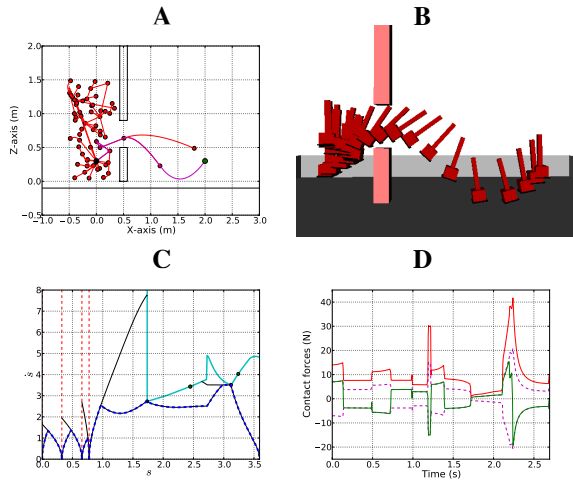 A
B
2.0
1.5
1.0
0.5
0.0
−0.5
Z-axis (m)
−1.0 −0.5 0.0 0.5 1.0 1.5 2.0 2.5 3.0
X-axis (m)
C
D
8
7
6
5
4
3
2
1
0
ṡ
0.0 0.5 1.0 1.5 2.0 2.5 3.0 3.5
s
40
30
20
10
0
−10
−20
Contact forces (N)
0.0 0.5 1.0 1.5 2.0 2.5
Time (s)